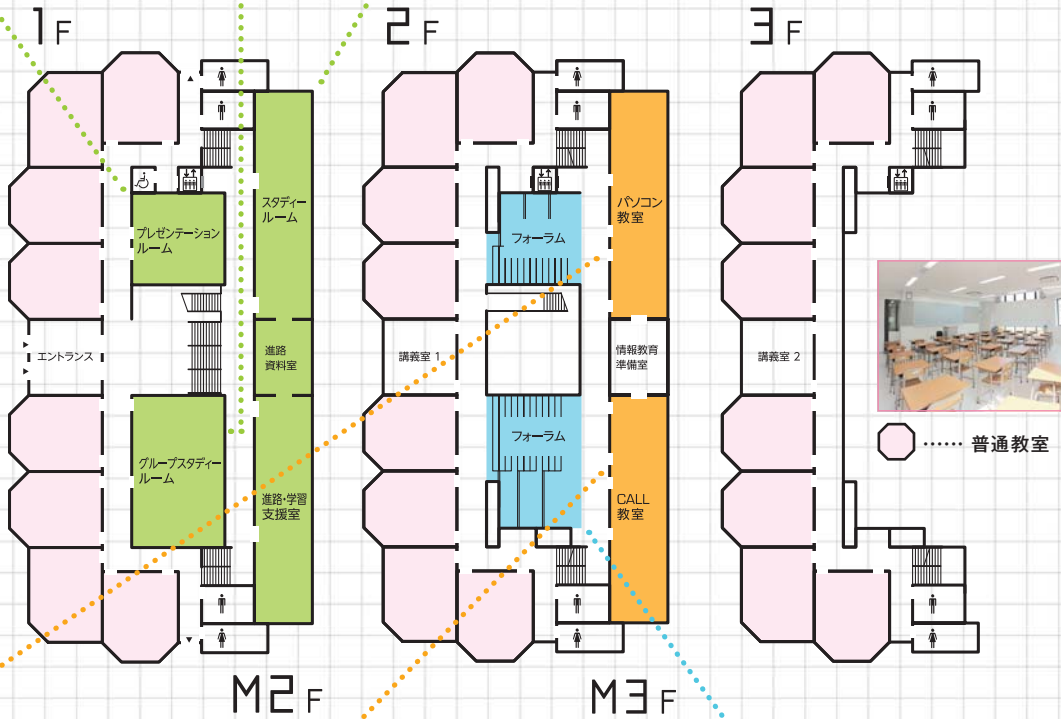 1F
2F
3F
スタディー
ルーム
プレゼンテーション
ルーム
エントランス
進路
資料室
グループスタディー
ルーム
進路・学習
支援室
パソコン
教室
フォーラム
講義室 1
情報教育
準備室
フォーラム
CALL
教室
講義室 2
普通教室
M2F
M3F